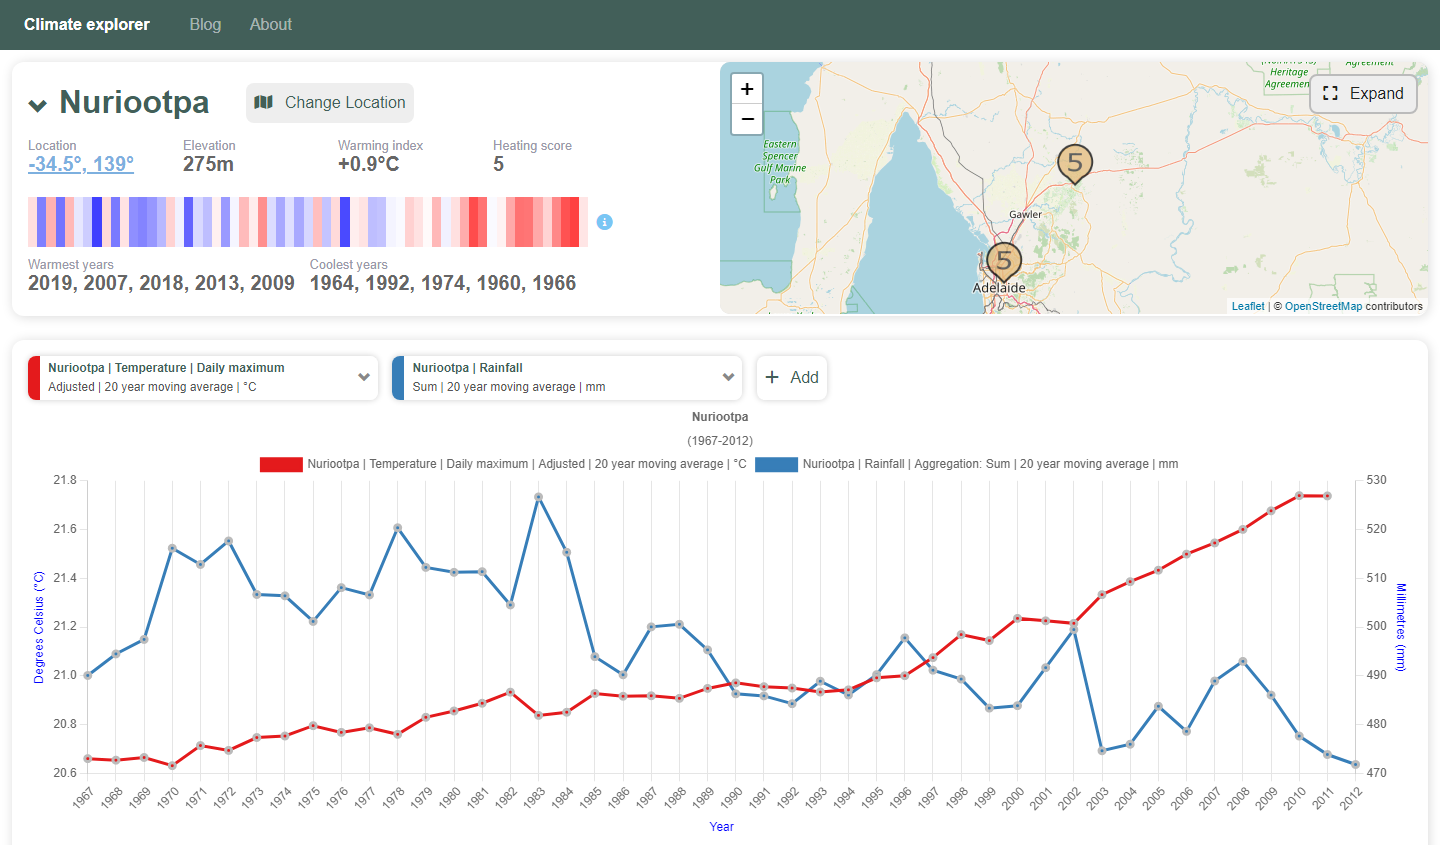 Climate explorer Blog About
Nuriootpa Change Location
Location Elevation Warming index Heating score
-34.5°, 139° 275m +0.9°C 5
Warmest years Coolest years
2019, 2007, 2018, 2013, 2009 1964, 1992, 1974, 1960, 1966
+
−
Expand
Heritage
Agreement
Eastern
Spencer
Gulf Marine
Park
5
Gawler
5
Adelaide
Leaflet | © OpenStreetMap contributors
Nuriootpa | Temperature | Daily maximum
Adjusted | 20 year moving average | °C
Nuriootpa | Rainfall
Sum | 20 year moving average | mm
+ Add
Nuriootpa
(1967-2012)
Nuriootpa | Temperature | Daily maximum | Adjusted | 20 year moving average | °C Nuriootpa | Rainfall | Aggregation: Sum | 20 year moving average | mm
21.8 530
21.6 520
21.4 510
21.2 500
21.0 490
20.8 480
20.6 470
Degrees Celsius (°C)
Millimetres (mm)
1967 1968 1969 1970 1971 1972 1973 1974 1975 1976 1977 1978 1979 1980 1981 1982 1983 1984 1985 1986 1987 1988 1989 1990 1991 1992 1993 1994 1995 1996 1997 1998 1999 2000 2001 2002 2003 2004 2005 2006 2007 2008 2009 2010 2011 2012
Year